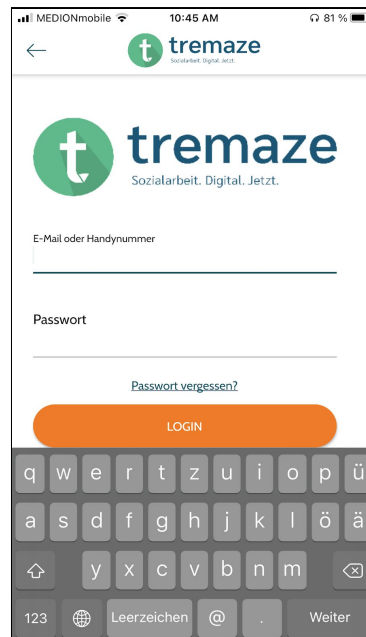 MEDIONmobile 10:45 AM 81 %
t tremaze
Sozialarbeit. Digital. Jetzt.
t tremaze
Sozialarbeit. Digital. Jetzt.
E-Mail oder Handynummer
Passwort
Passwort vergessen?
LOGIN
q w e r t z u i o p ü
a s d f g h j k l ö ä
y x c v b n m
123 Leerzeichen @ . Weiter